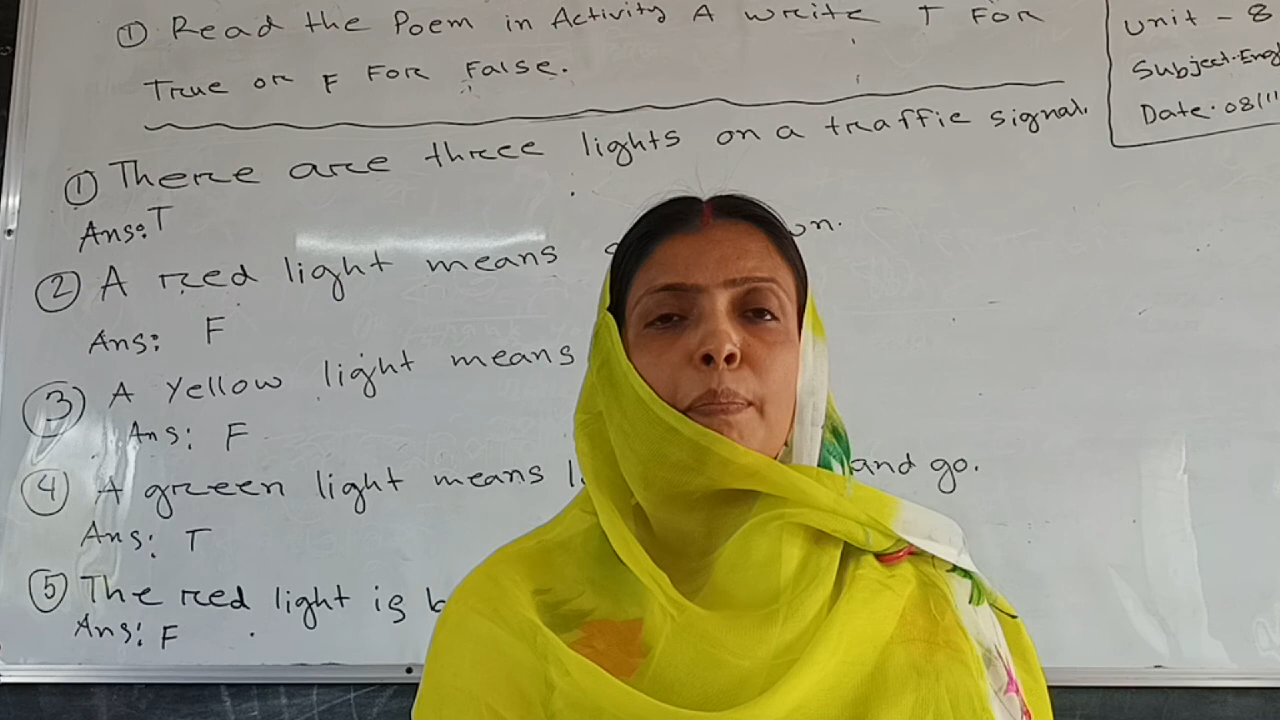 ① Read the Poem in Activity A write T FOR
True or F FOR False.
Unit - 8
Subject. Eng
Date. 08/11
① There are three lights on a traffic signal.
Ans: T
② A red light means
Ans: F
③ A yellow light means
Ans: F
④ A green light means and go.
Ans: T
⑤ The red light is
Ans: F